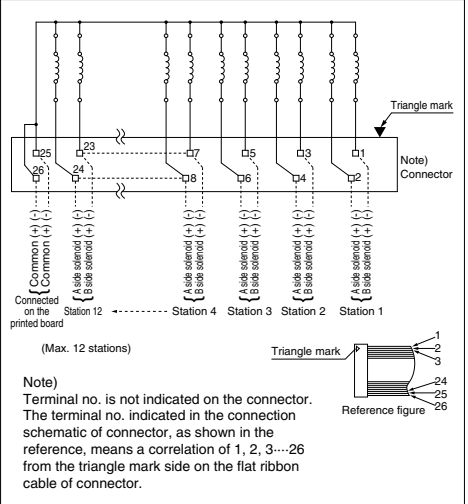 Triangle mark
25
23
7
5
3
1
Note)
Connector
26
24
8
6
4
2
Common (+) (-)
Common (+) (-)
A side solenoid (+) (-)
B side solenoid (+) (-)
A side solenoid (+) (-)
B side solenoid (+) (-)
A side solenoid (+) (-)
B side solenoid (+) (-)
A side solenoid (+) (-)
B side solenoid (+) (-)
A side solenoid (+) (-)
B side solenoid (+) (-)
Connected
on the
printed board
Station 12
Station 4
Station 3
Station 2
Station 1
(Max. 12 stations)
Triangle mark
1
2
3
24
25
26
Reference figure
Note)
Terminal no. is not indicated on the connector.
The terminal no. indicated in the connection
schematic of connector, as shown in the
reference, means a correlation of 1, 2, 3····26
from the triangle mark side on the flat ribbon
cable of connector.